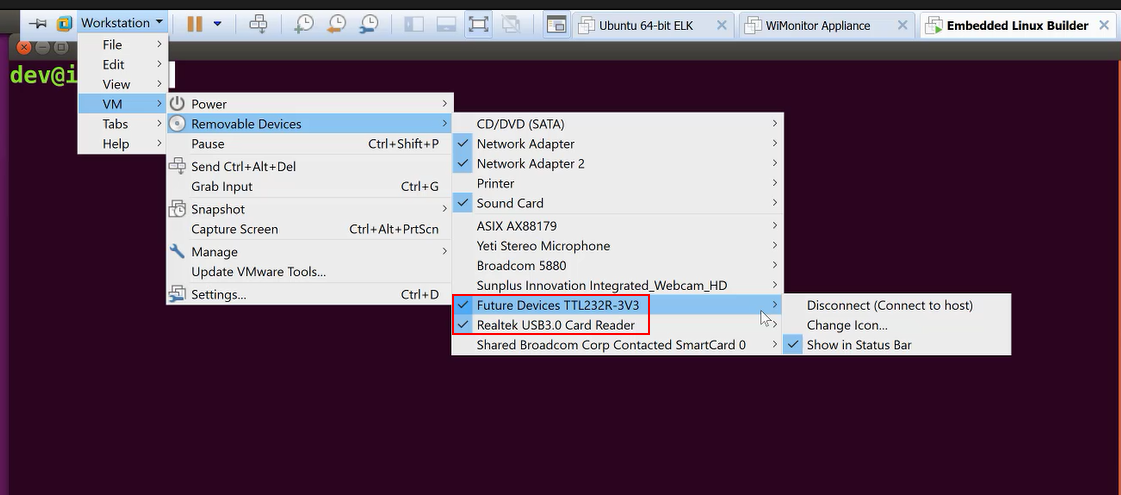 Workstation
Ubuntu 64-bit ELK
WiMonitor Appliance
Embedded Linux Builder
File
Edit
View
VM
Tabs
Help
dev@i
Power
Removable Devices
Pause Ctrl+Shift+P
Send Ctrl+Alt+Del
Grab Input Ctrl+G
Snapshot
Capture Screen Ctrl+Alt+PrtScn
Manage
Update VMware Tools...
Settings... Ctrl+D
CD/DVD (SATA)
Network Adapter
Network Adapter 2
Printer
Sound Card
ASIX AX88179
Yeti Stereo Microphone
Broadcom 5880
Sunplus Innovation Integrated_Webcam_HD
Future Devices TTL232R-3V3
Realtek USB3.0 Card Reader
Shared Broadcom Corp Contacted SmartCard 0
Disconnect (Connect to host)
Change Icon...
Show in Status Bar